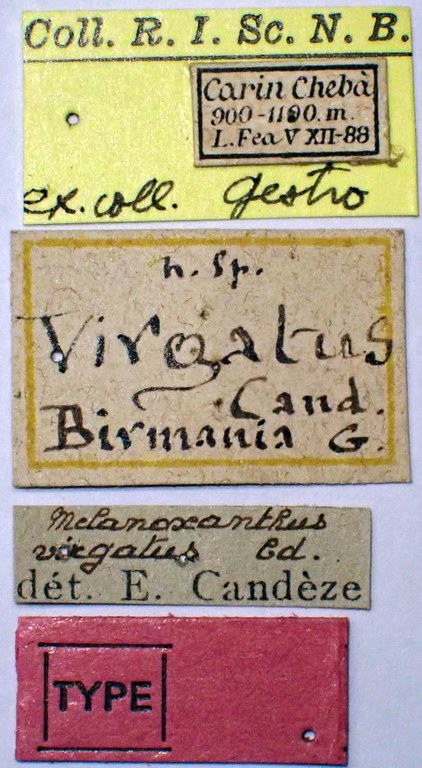 Coll. R. I. Sc. N. B.
Carin Chebà
900-1100.m.
L.Fea V XII-88
ex.coll. Gestro
n. sp.
Virgatus
Cand.
Birmania G.
Melanoxanthus
virgatus Cd.
dét. E. Candèze
TYPE